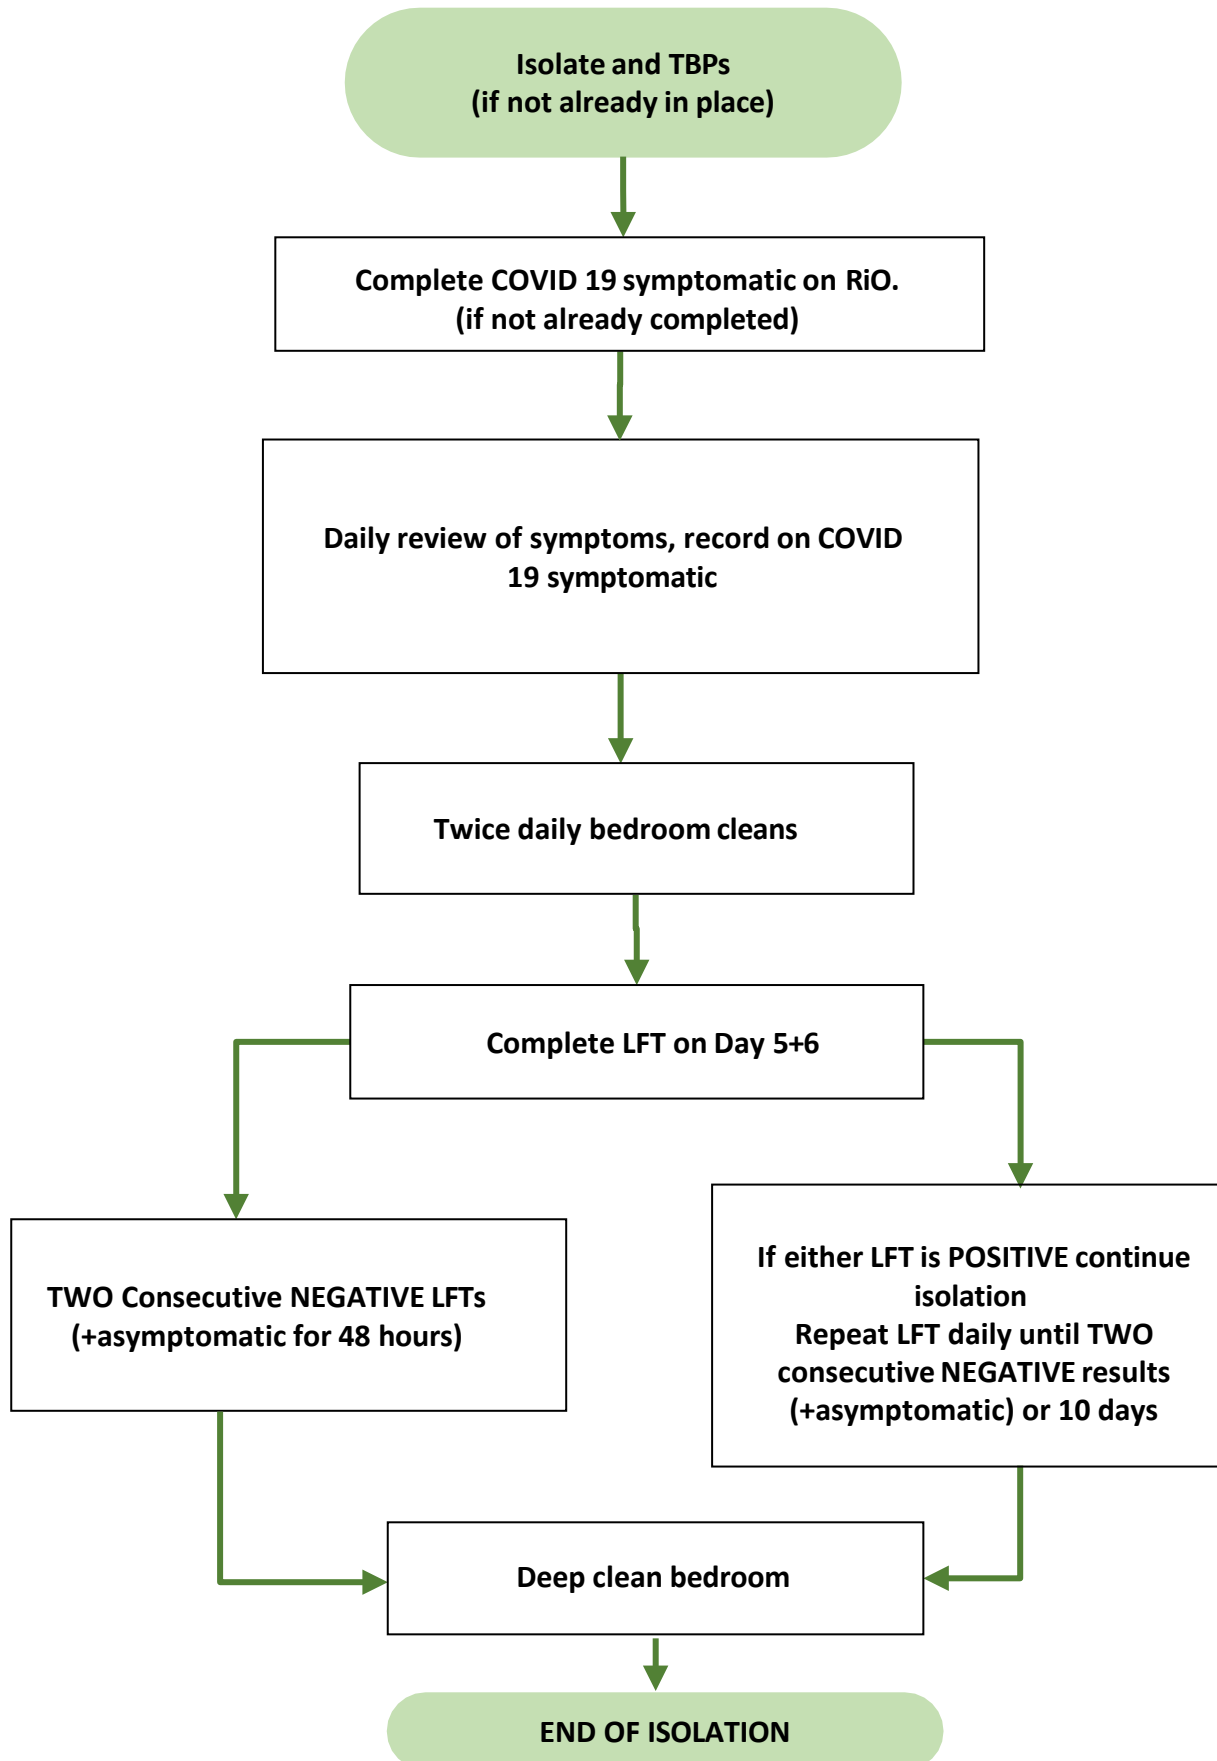 Isolate and TBPs
(if not already in place)
Complete COVID 19 symptomatic on RiO.
(if not already completed)
Daily review of symptoms, record on COVID
19 symptomatic
Twice daily bedroom cleans
Complete LFT on Day 5+6
TWO Consecutive NEGATIVE LFTs
(+asymptomatic for 48 hours)
If either LFT is POSITIVE continue
isolation
Repeat LFT daily until TWO
consecutive NEGATIVE results
(+asymptomatic) or 10 days
Deep clean bedroom
END OF ISOLATION